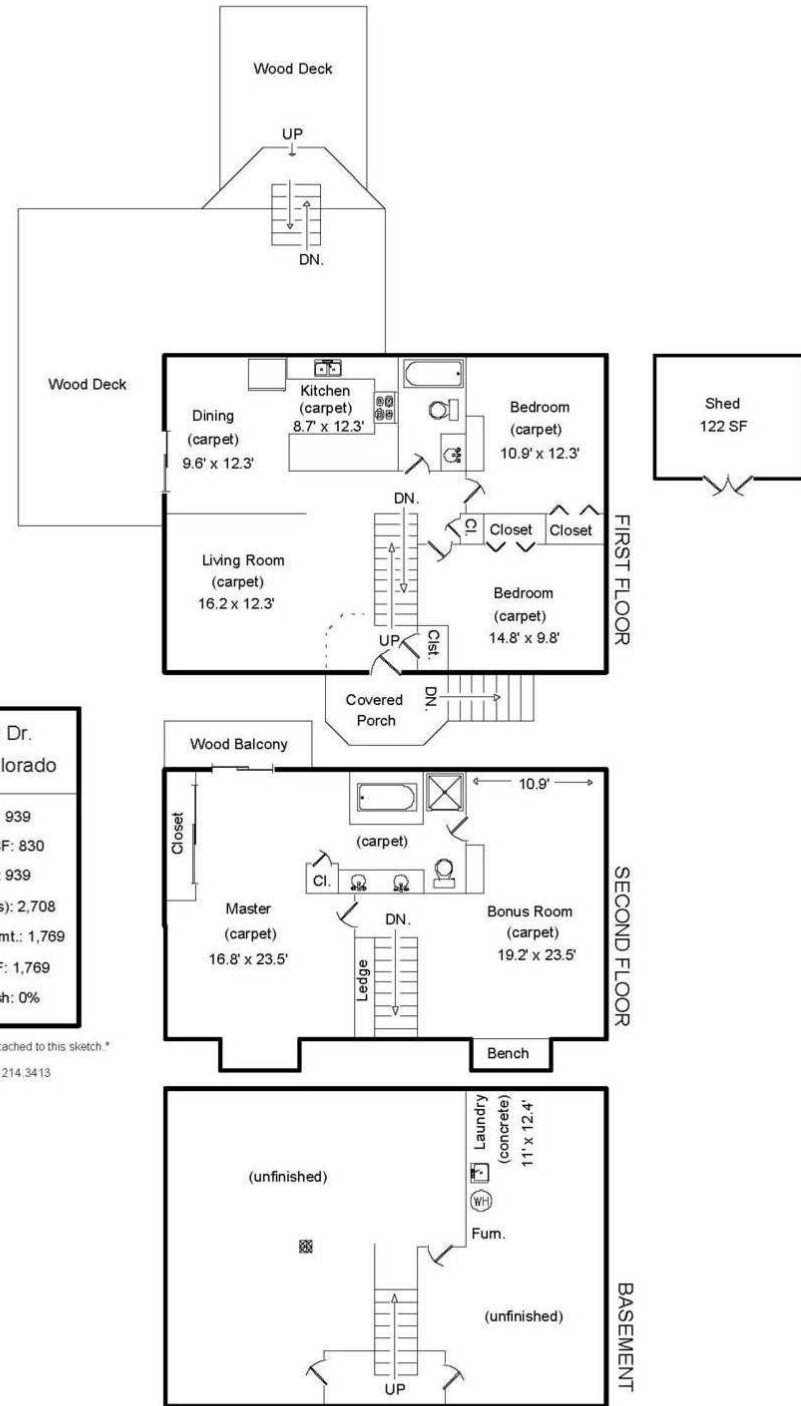 Wood Deck
UP
DN.
Wood Deck
Dining
(carpet)
9.6' x 12.3'
Kitchen
(carpet)
8.7' x 12.3'
Bedroom
(carpet)
10.9' x 12.3'
DN.
Cl.
Closet
Closet
Living Room
(carpet)
16.2 x 12.3'
Bedroom
(carpet)
14.8' x 9.8'
UP
Clst.
Covered
Porch
DN.
FIRST FLOOR
Shed
122 SF
Dr.
939
830
939
2,708
1,769
1,769
0%
to this sketch.*
214.3413
Wood Balcony
Closet
10.9'
(carpet)
Cl.
Master
(carpet)
16.8' x 23.5'
DN.
Ledge
Bonus Room
(carpet)
19.2' x 23.5'
Bench
SECOND FLOOR
(unfinished)
Laundry
(concrete)
11' x 12.4'
WH
Furn.
(unfinished)
UP
BASEMENT